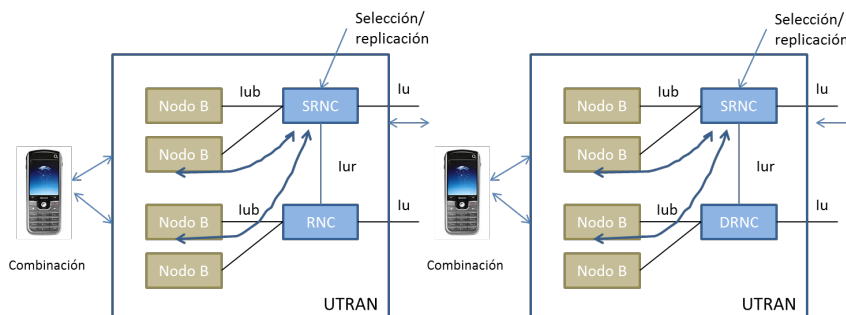 Selección/
replicación
Iub
Nodo B
SRNC
Iu
Nodo B
Iur
Iub
Nodo B
RNC
Iu
Nodo B
Combinación
UTRAN
Selección/
replicación
Iub
Nodo B
SRNC
Iu
Nodo B
Iur
Iub
Nodo B
DRNC
Iu
Nodo B
Combinación
UTRAN